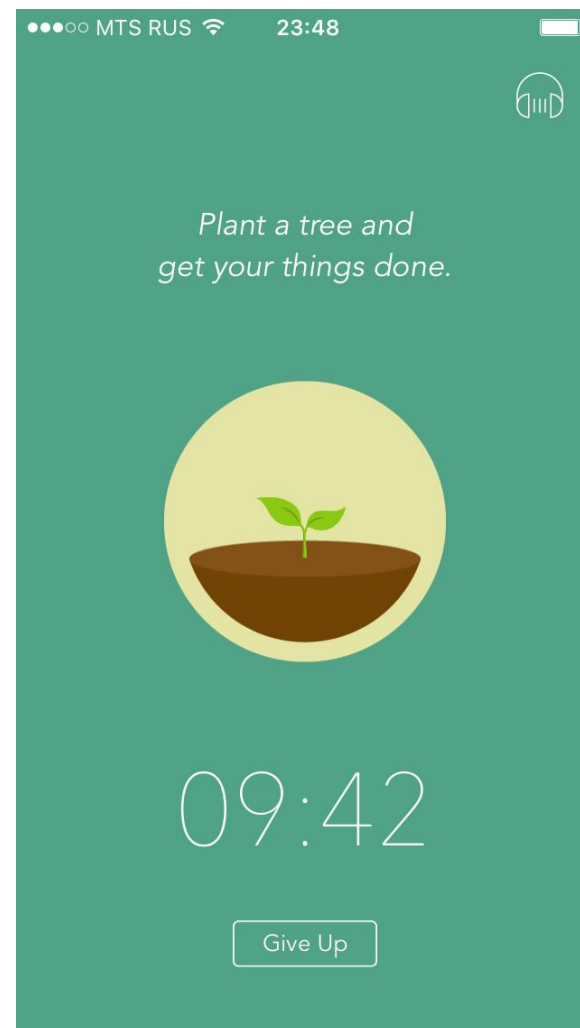 MTS RUS 23:48
Plant a tree and
get your things done.
09:42
Give Up